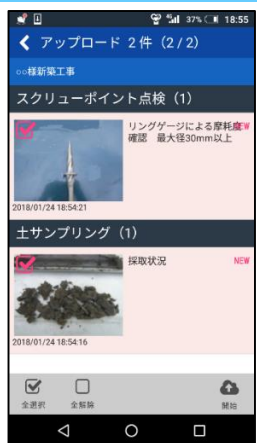 37% 18:55
アップロード 2件（2/2）
○○様新築工事
スクリューポイント点検（1）
リングゲージによる摩耗度 NEW
確認 最大径30mm以上
2018/01/24 18:54:21
土サンプリング（1）
採取状況 NEW
2018/01/24 18:54:16
全選択 全解除 開始